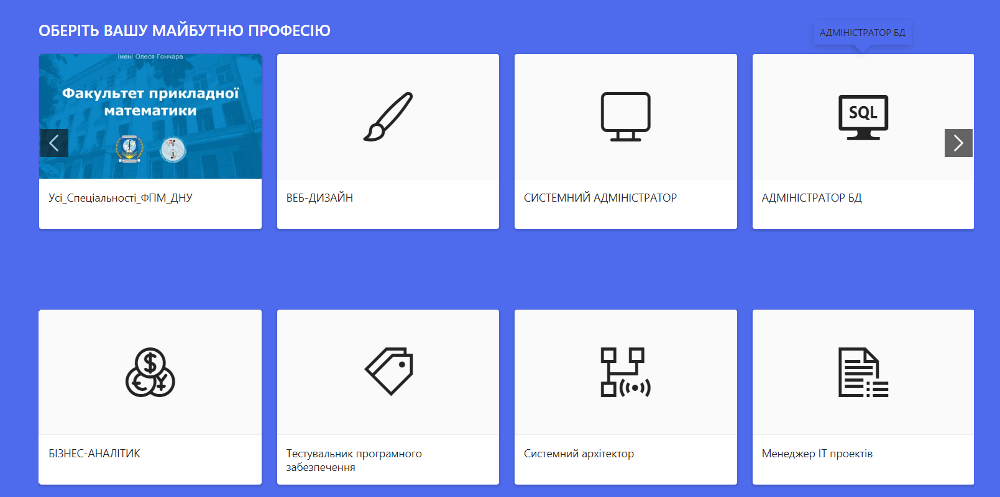 ОБЕРІТЬ ВАШУ МАЙБУТНЮ ПРОФЕСІЮ
АДМІНІСТРАТОР БД
імені Олеся Гончара
Факультет прикладної
математики
SQL
Усі_Спеціальності_ФПМ_ДНУ
ВЕБ-ДИЗАЙН
СИСТЕМНИЙ АДМІНІСТРАТОР
АДМІНІСТРАТОР БД
БІЗНЕС-АНАЛІТИК
Тестувальник програмного
забезпечення
Системний архітектор
Менеджер ІТ проектів